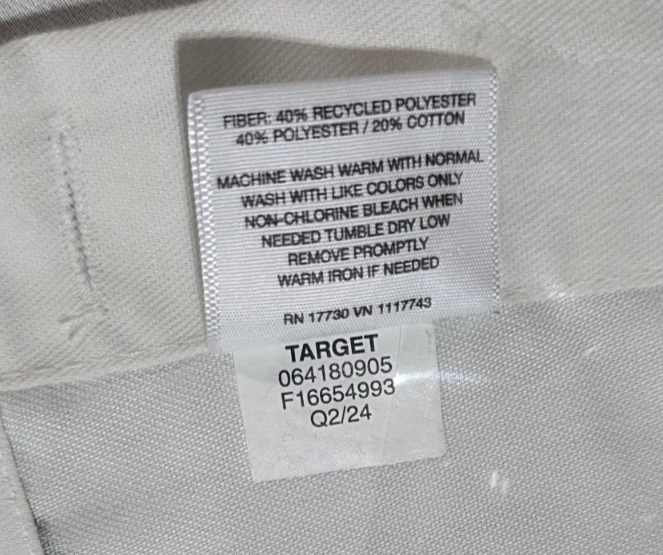 FIBER: 40% RECYCLED POLYESTER
40% POLYESTER / 20% COTTON
MACHINE WASH WARM WITH NORMAL
WASH WITH LIKE COLORS ONLY
NON-CHLORINE BLEACH WHEN
NEEDED TUMBLE DRY LOW
REMOVE PROMPTLY
WARM IRON IF NEEDED
RN 17730 VN 1117743
TARGET
064180905
F16654993
Q2/24